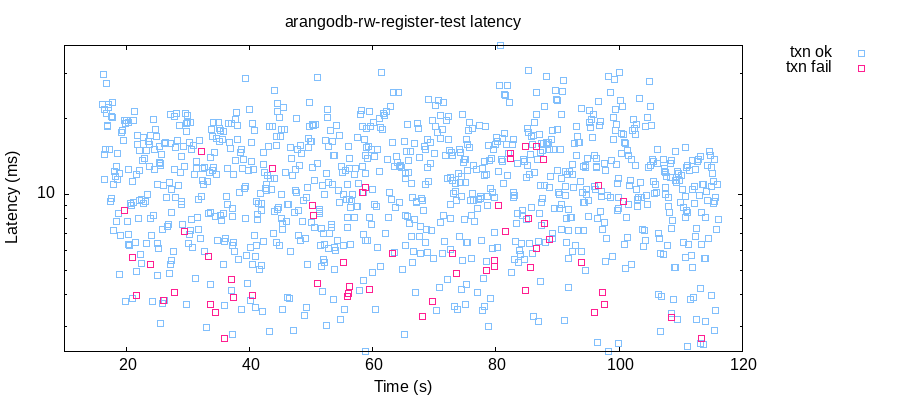 arangodb-rw-register-test latency
txn ok
txn fail
10
Latency (ms)
20 40 60 80 100 120
Time (s)